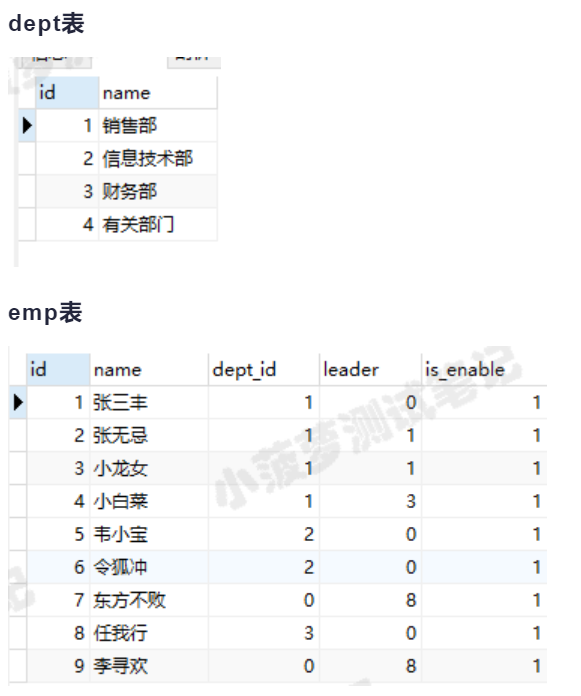 dept表
id name
1 销售部
2 信息技术部
3 财务部
4 有关部门
emp表
id name dept_id leader is_enable
1 张三丰 1 0 1
2 张无忌 1 1 1
3 小龙女 1 1 1
4 小白菜 1 3 1
5 韦小宝 2 0 1
6 令狐冲 2 0 1
7 东方不败 0 8 1
8 任我行 3 0 1
9 李寻欢 0 8 1
小菠萝测试笔记